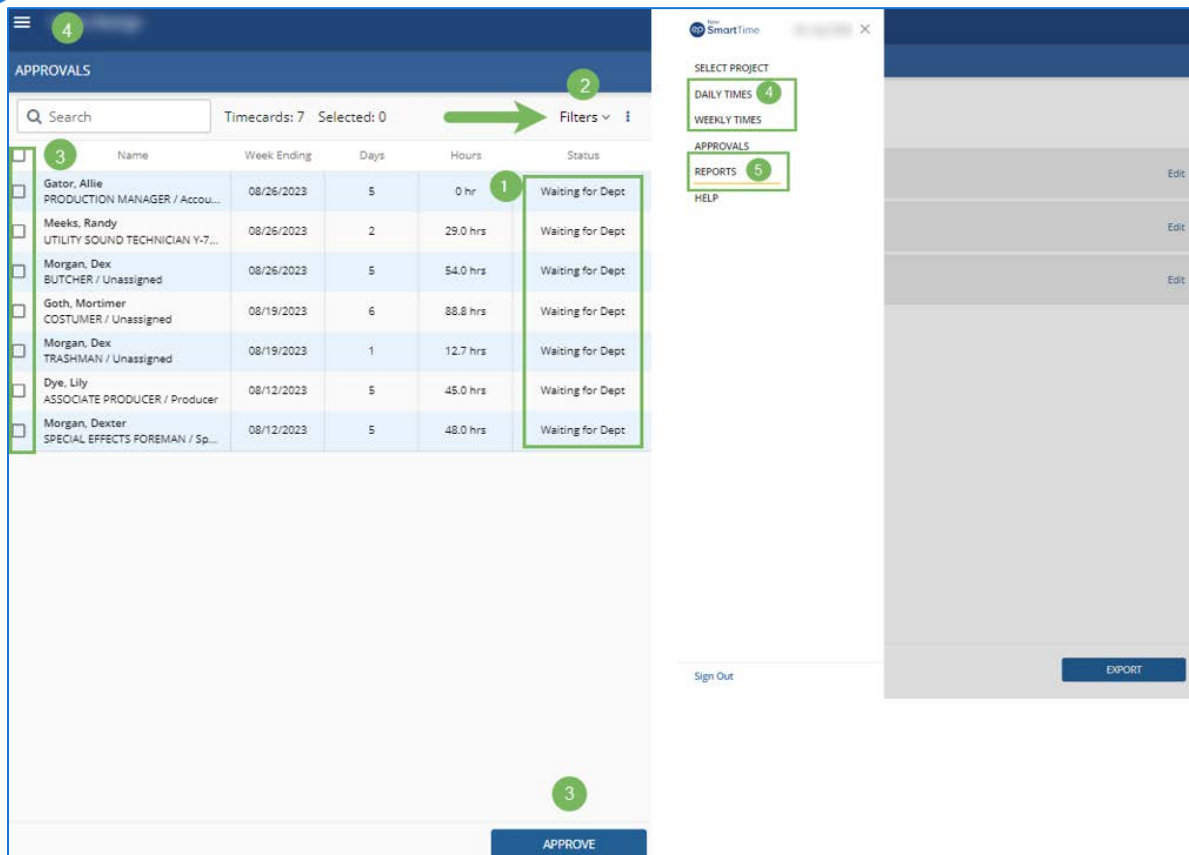 4
APPROVALS
2
Search
Timecards: 7 Selected: 0
Filters
3
Name Week Ending Days Hours Status
1
Gator, Allie
PRODUCTION MANAGER / Accou...
08/26/2023 5 0 hr Waiting for Dept
Meeks, Randy
UTILITY SOUND TECHNICIAN Y-7...
08/26/2023 2 29.0 hrs Waiting for Dept
Morgan, Dex
BUTCHER / Unassigned
08/26/2023 5 54.0 hrs Waiting for Dept
Goth, Mortimer
COSTUMER / Unassigned
08/19/2023 6 88.8 hrs Waiting for Dept
Morgan, Dex
TRASHMAN / Unassigned
08/19/2023 1 12.7 hrs Waiting for Dept
Dye, Lily
ASSOCIATE PRODUCER / Producer
08/12/2023 5 45.0 hrs Waiting for Dept
Morgan, Dexter
SPECIAL EFFECTS FOREMAN / Sp...
08/12/2023 5 48.0 hrs Waiting for Dept
3
APPROVE
ep
New
SmartTime
SELECT PROJECT
DAILY TIMES 4
WEEKLY TIMES
APPROVALS
REPORTS 5
HELP
Edit
Edit
Edit
Sign Out
EXPORT